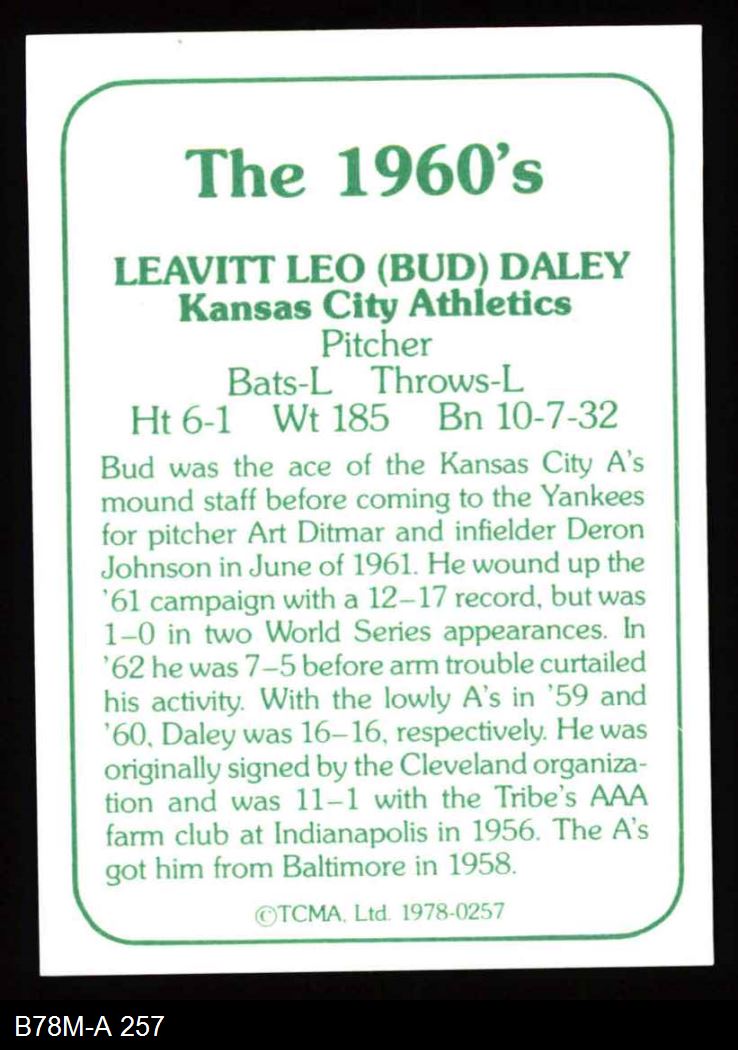 The 1960's
LEAVITT LEO (BUD) DALEY
Kansas City Athletics
Pitcher
Bats-L Throws-L
Ht 6-1 Wt 185 Bn 10-7-32
Bud was the ace of the Kansas City A's
mound staff before coming to the Yankees
for pitcher Art Ditmar and infielder Deron
Johnson in June of 1961. He wound up the
'61 campaign with a 12–17 record, but was
1–0 in two World Series appearances. In
'62 he was 7–5 before arm trouble curtailed
his activity. With the lowly A's in '59 and
'60, Daley was 16–16, respectively. He was
originally signed by the Cleveland organiza-
tion and was 11–1 with the Tribe's AAA
farm club at Indianapolis in 1956. The A's
got him from Baltimore in 1958.
©TCMA, Ltd. 1978-0257
B78M-A 257